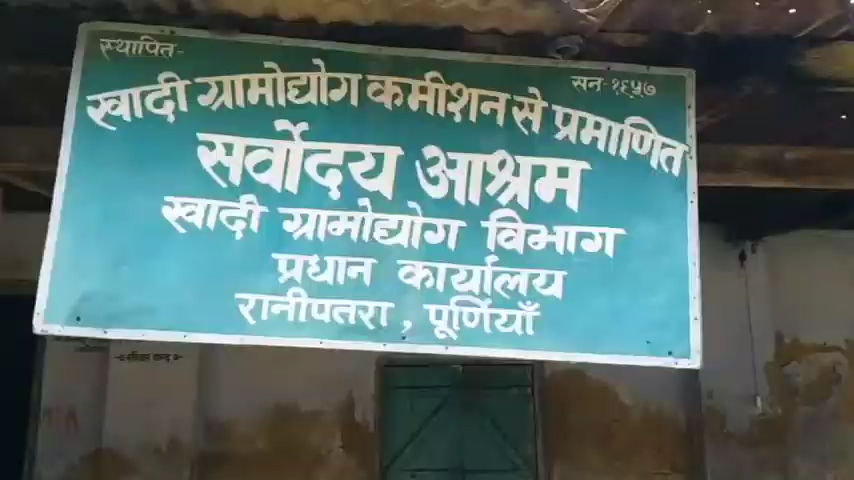 स्थापित-
सन-१९५७
खादी ग्रामोद्योग कमीशन से प्रमाणित
सर्वोदय आश्रम
खादी ग्रामोद्योग विभाग
प्रधान कार्यालय
रानीपतरा, पूर्णियाँ